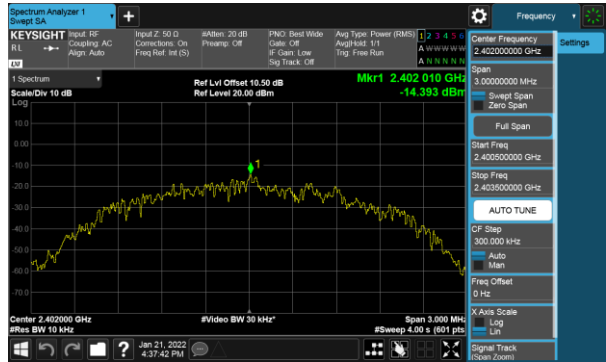 Spectrum Analyzer 1
Swept SA
+
Frequency
KEYSIGHT
RL
Input: RF
Coupling: AC
Align: Auto
Input Z: 50 Ω
Corrections: On
Freq Ref: Int (S)
#Atten: 20 dB
Preamp: Off
PNO: Best Wide
Gate: Off
IF Gain: Low
Sig Track: Off
Avg Type: Power (RMS)
Avg|Hold: 1/1
Trig: Free Run
1 2 3 4 5 6
A W W W W W
A N N N N N
LM
1 Spectrum
Scale/Div 10 dB
Log
Ref Lvl Offset 10.50 dB
Ref Level 20.00 dBm
Mkr1 2.402 010 GHz
-14.393 dBm
10.0
0.00
-10.0
-20.0
-30.0
-40.0
-50.0
-60.0
-70.0
1
Center 2.402000 GHz
#Res BW 10 kHz
#Video BW 30 kHz*
Span 3.000 MHz
#Sweep 4.00 s (601 pts)
Jan 21, 2022
4:37:42 PM
?
Center Frequency
2.402000000 GHz
Settings
Span
3.00000000 MHz
Swept Span
Zero Span
Full Span
Start Freq
2.400500000 GHz
Stop Freq
2.403500000 GHz
AUTO TUNE
CF Step
300.000 kHz
Auto
Man
Freq Offset
0 Hz
X Axis Scale
Log
Lin
Signal Track
(Span Zoom)